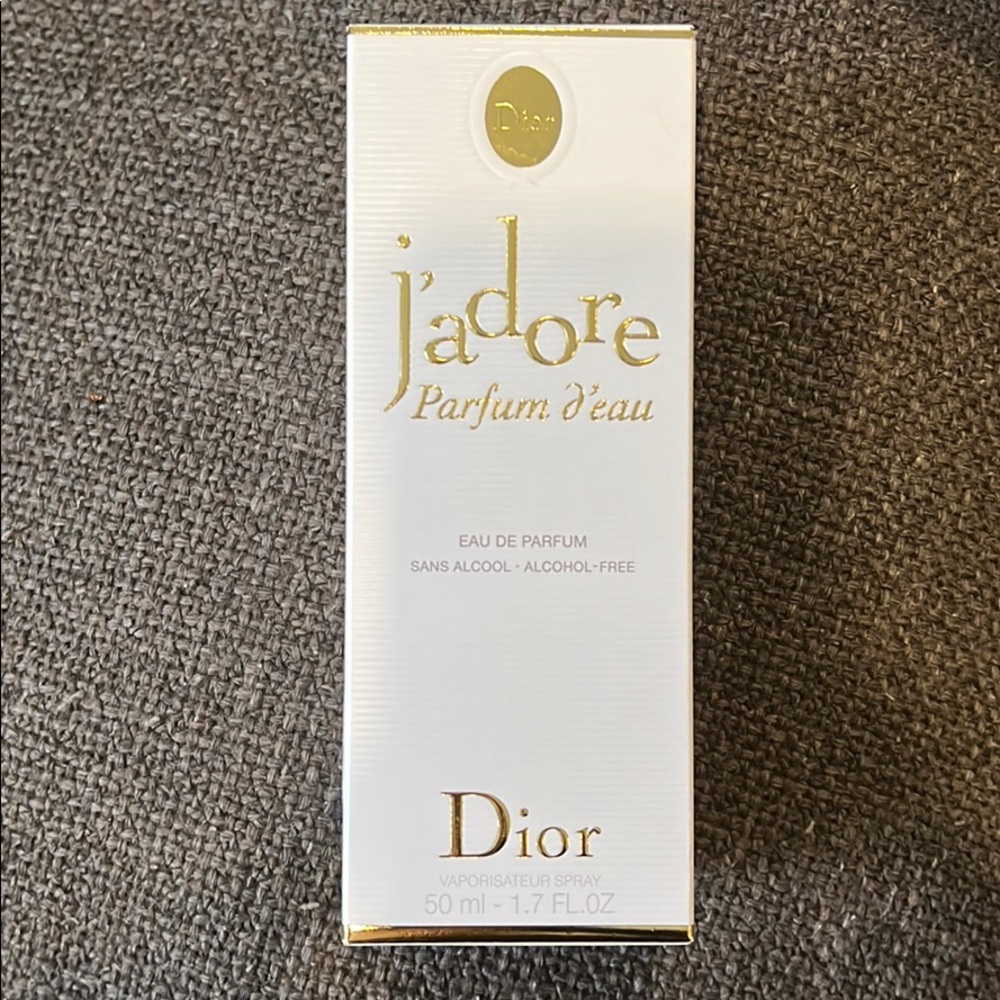 Dior
j'adore
Parfum d'eau
EAU DE PARFUM
SANS ALCOOL · ALCOHOL-FREE
Dior
VAPORISATEUR SPRAY
50 ml - 1.7 FL.OZ